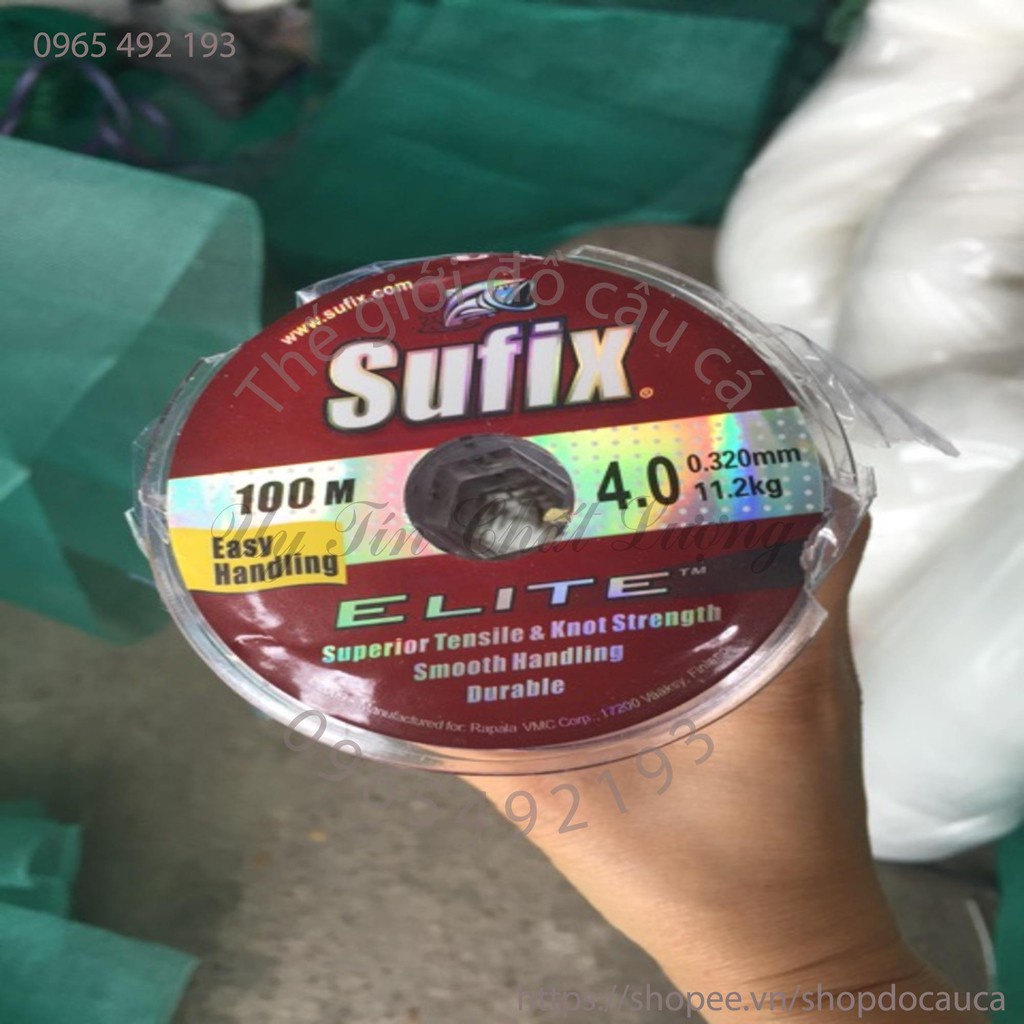 0965 492 193
www.sufix.com
Thế giới đồ câu cá
Sufix
100 M
4.0
0.320mm
11.2kg
Uy Tín Chất Lượng
Easy
Handling
ELITE™
Superior Tensile & Knot Strength
Smooth Handling
Durable
Manufactured for: Rapala VMC Corp., 17200 Vääksy, Finland
0965492193
https://shopee.vn/shopdocauca